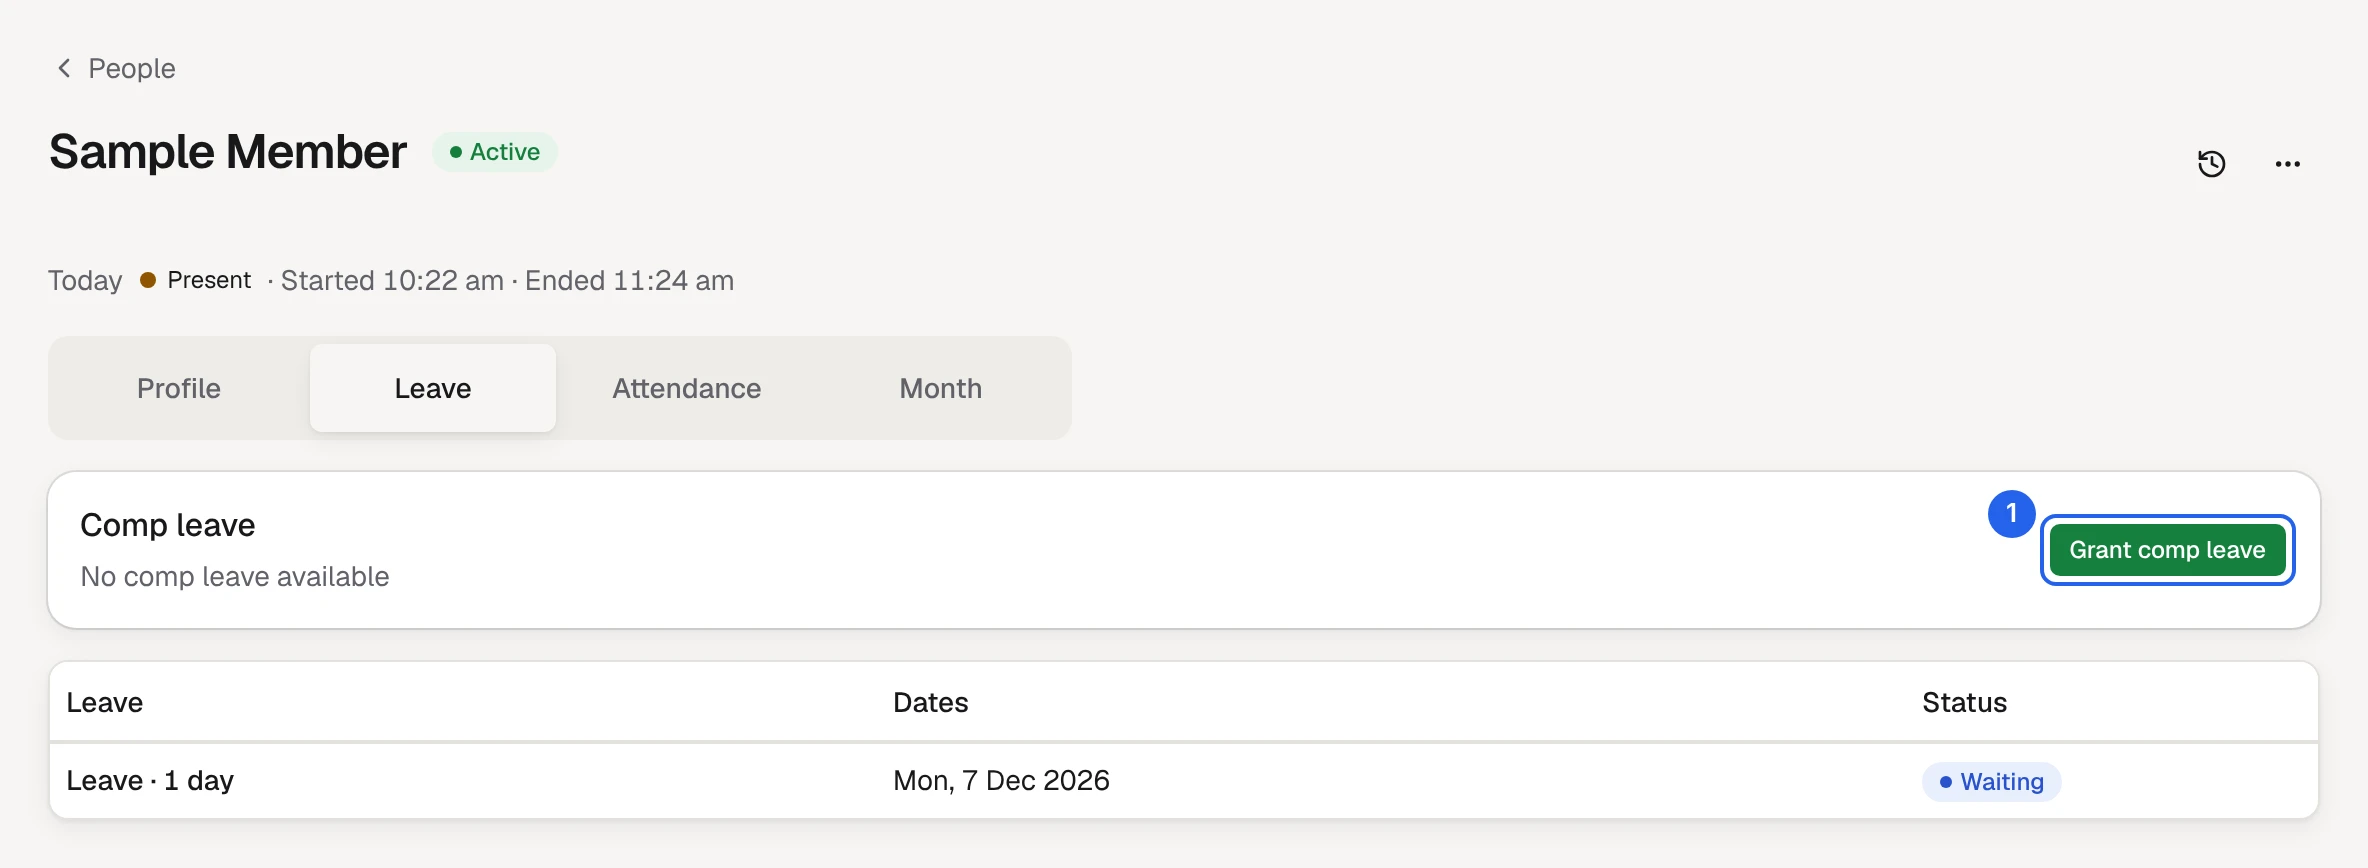 People
Sample Member
Active
Today Present · Started 10:22 am · Ended 11:24 am
Profile Leave Attendance Month
Comp leave
No comp leave available
1
Grant comp leave
Leave Dates Status
Leave · 1 day Mon, 7 Dec 2026 Waiting